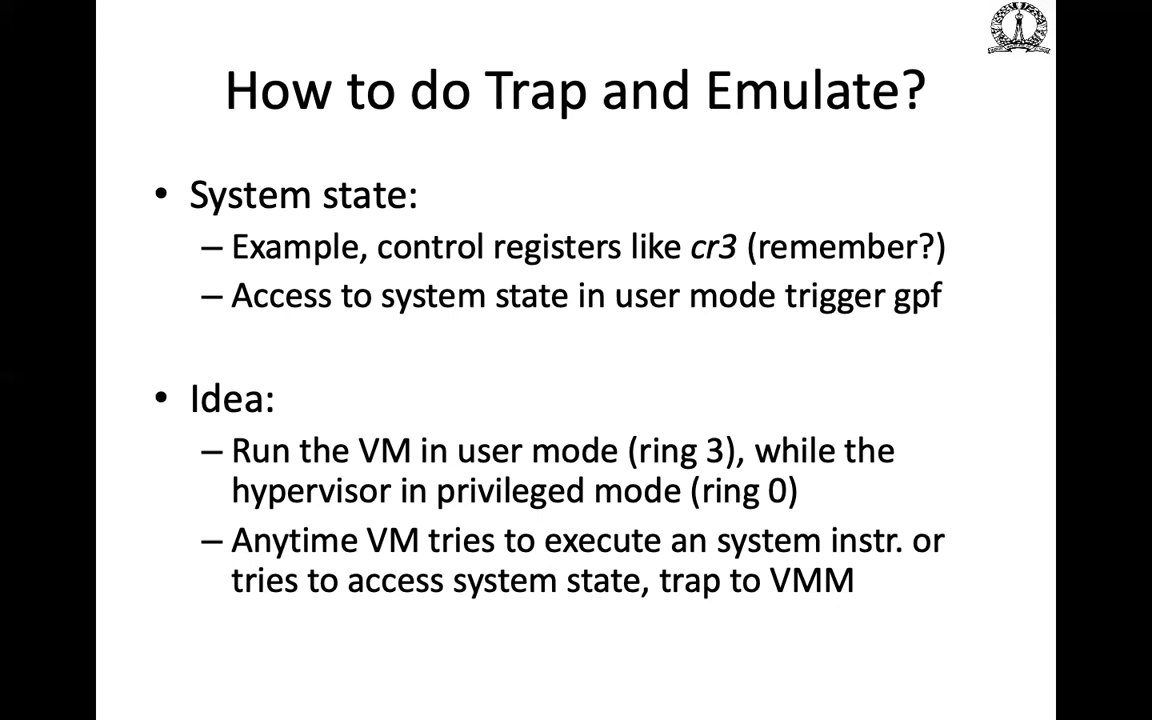 How to do Trap and Emulate?
• System state:
– Example, control registers like cr3 (remember?)
– Access to system state in user mode trigger gpf
• Idea:
– Run the VM in user mode (ring 3), while the
hypervisor in privileged mode (ring 0)
– Anytime VM tries to execute an system instr. or
tries to access system state, trap to VMM